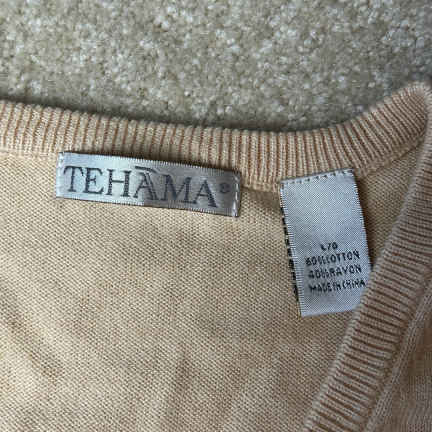 TEHAMA®
L/G
60% COTTON
40% RAYON
MADE IN CHINA